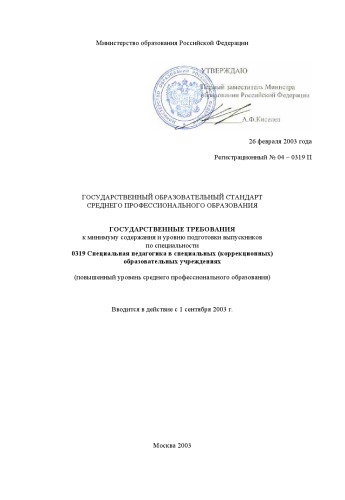 Министерство образования Российской Федерации
УТВЕРЖДАЮ
Первый заместитель Министра
образования Российской Федерации
А.Ф.Киселев
26 февраля 2003 года
Регистрационный № 04 – 0319 П
ГОСУДАРСТВЕННЫЙ ОБРАЗОВАТЕЛЬНЫЙ СТАНДАРТ
СРЕДНЕГО ПРОФЕССИОНАЛЬНОГО ОБРАЗОВАНИЯ
ГОСУДАРСТВЕННЫЕ ТРЕБОВАНИЯ
к минимуму содержания и уровню подготовки выпускников
по специальности
0319 Специальная педагогика в специальных (коррекционных)
образовательных учреждениях
(повышенный уровень среднего профессионального образования)
Вводится в действие с 1 сентября 2003 г.
Москва 2003